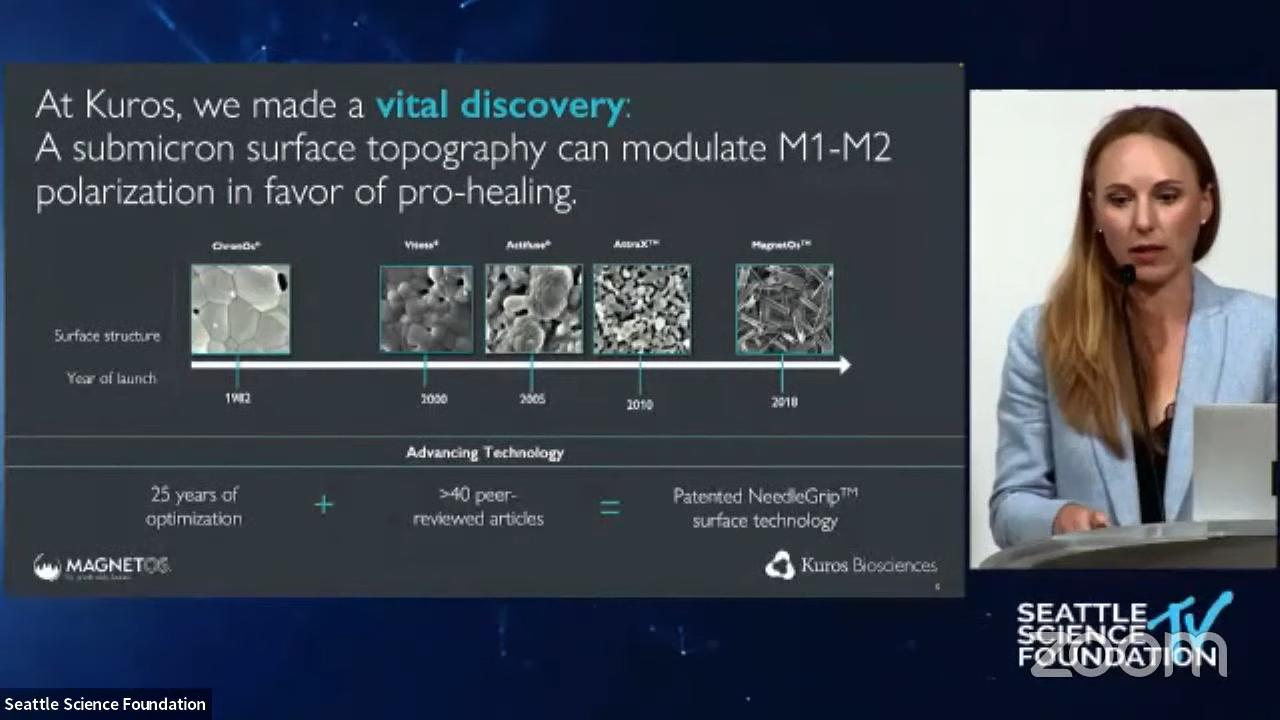 At Kuros, we made a vital discovery:
A submicron surface topography can modulate M1-M2
polarization in favor of pro-healing.
ChronOs® Vitoss® Actifuse® AttraX™ MagnetOs™
Surface structure
Year of launch
1982 2000 2005 2010 2018
Advancing Technology
25 years of
optimization
+
>40 peer-
reviewed articles
=
Patented NeedleGrip™
surface technology
MAGNETOS
Kuros Biosciences
6
SEATTLE
SCIENCE TV
FOUNDATION
zoom
Seattle Science Foundation